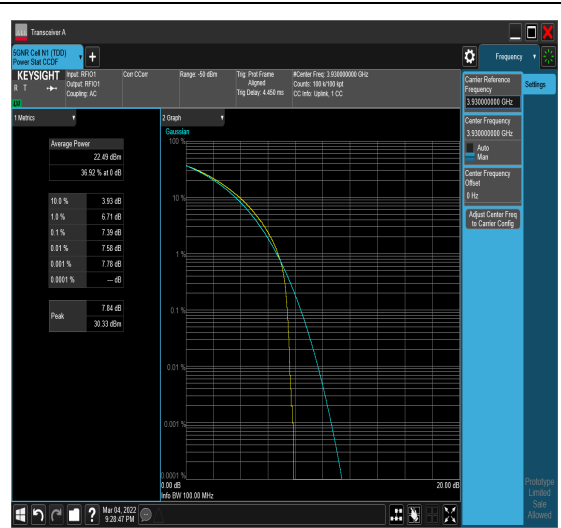 Transceiver A
5GNR Cell N1 (TDD)
Power Stat CCDF
Frequency
KEYSIGHT
R T
LVI
Input: RFIO1
Output: RFIO1
Coupling: AC
Corr CCorr
Range: -50 dBm
Trig: Prot Frame
Aligned
Trig Delay: 4.450 ms
#Center Freq: 3.930000000 GHz
Counts: 100 k/100 kpt
CC Info: Uplink, 1 CC
1 Metrics
Average Power
22.49 dBm
36.92 % at 0 dB
10.0 % 3.93 dB
1.0 % 6.71 dB
0.1 % 7.39 dB
0.01 % 7.58 dB
0.001 % 7.78 dB
0.0001 % --- dB
Peak
7.84 dB
30.33 dBm
2 Graph
Gaussian
100 %
10 %
1 %
0.1 %
0.01 %
0.001 %
0.0001 %
0.00 dB
20.00 dB
Info BW 100.00 MHz
Carrier Reference
Frequency
3.930000000 GHz
Center Frequency
3.930000000 GHz
Auto
Man
Center Frequency
Offset
0 Hz
Adjust Center Freq
to Carrier Config
Settings
Prototype
Limited
Sale
Allowed
?
Mar 04, 2022
9:28:47 PM